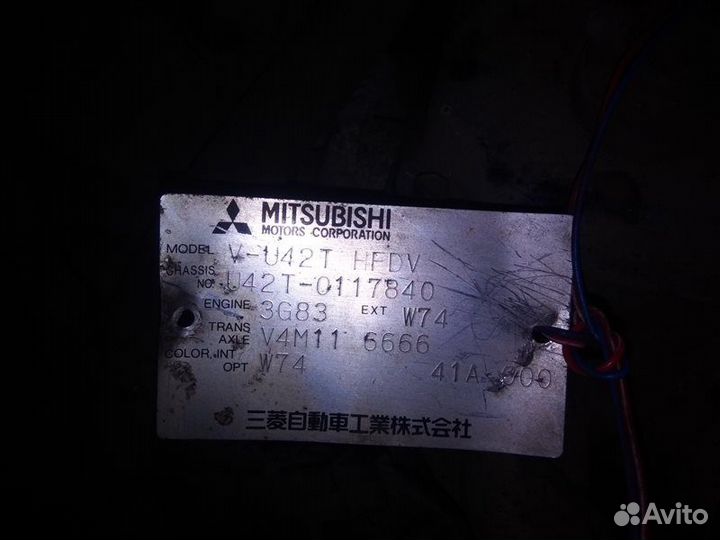 MITSUBISHI
MOTORS CORPORATION
MODEL V-U42T HFDV
CHASSIS NO. U42T-0117840
ENGINE 3G83 EXT W74
TRANS AXLE V4M11 6666
COLOR, INT OPT W74 41A 000
三菱自動車工業株式会社
Avito